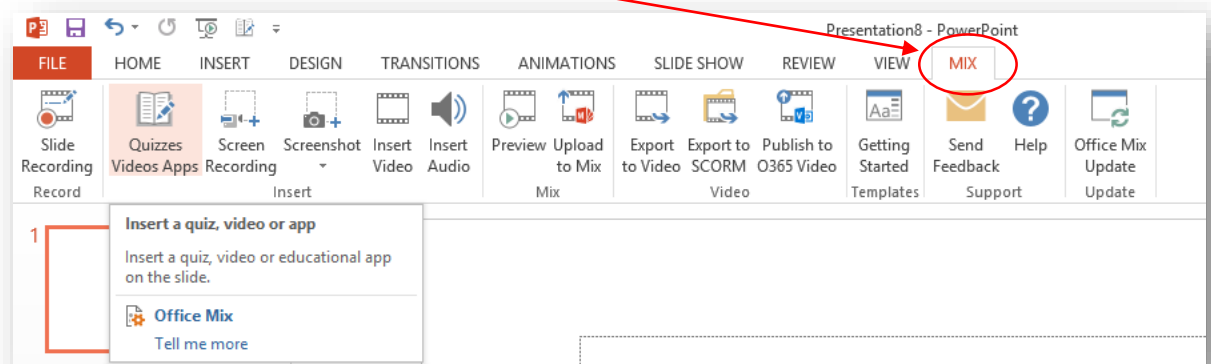 Presentation8 - PowerPoint
FILE HOME INSERT DESIGN TRANSITIONS ANIMATIONS SLIDE SHOW REVIEW VIEW MIX
Slide Quizzes Screen Screenshot Insert Insert Preview Upload Export Export to Publish to Getting Send Help Office Mix
Recording Videos Apps Recording Video Audio to Mix to Video SCORM O365 Video Started Feedback Update
Record Insert Mix Video Templates Support Update
1
Insert a quiz, video or app
Insert a quiz, video or educational app
on the slide.
Office Mix
Tell me more